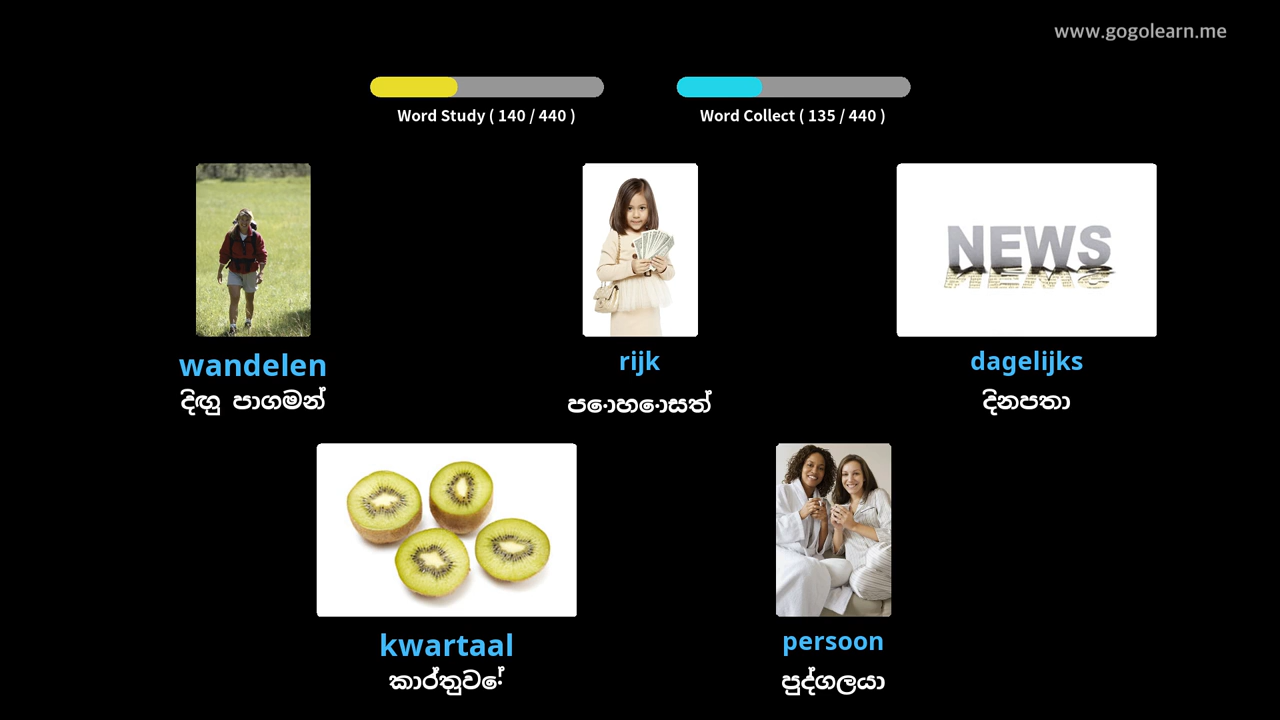 www.gogolearn.me
Word Study ( 140 / 440 )
Word Collect ( 135 / 440 )
NEWS
wandelen
දිඟු පාගමන්
rijk
පොහොසත්
dagelijks
දිනපතා
kwartaal
කාර්තුවේ
persoon
පුද්ගලයා